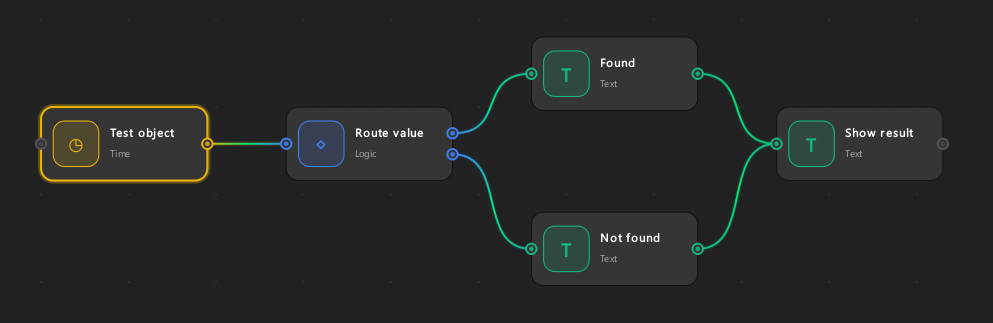 Test object
Time
Route value
Logic
Found
Text
Not found
Text
Show result
Text